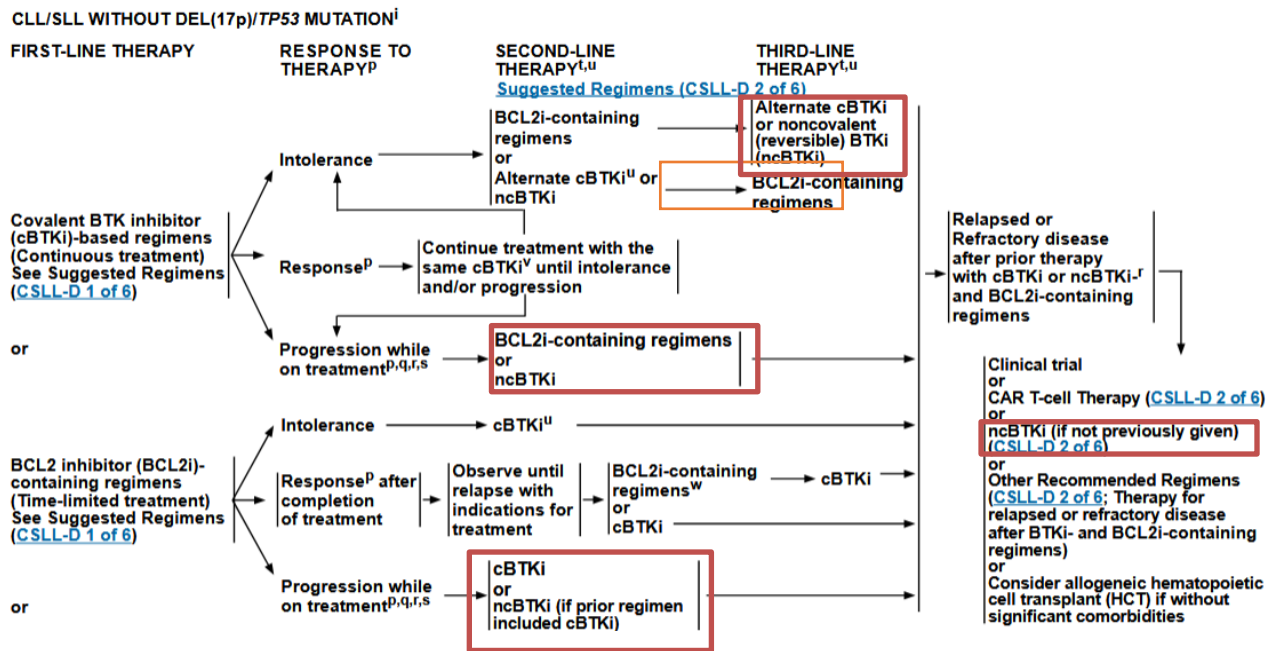 CLL/SLL WITHOUT DEL(17p)/TP53 MUTATIONⁱ
FIRST-LINE THERAPY
RESPONSE TO
THERAPYᵖ
SECOND-LINE
THERAPYᵗ,ᵘ
Suggested Regimens (CSLL-D 2 of 6)
THIRD-LINE
THERAPYᵗ,ᵘ
Covalent BTK inhibitor
(cBTKi)-based regimens
(Continuous treatment)
See Suggested Regimens
(CSLL-D 1 of 6)
Intolerance
BCL2i-containing
regimens
or
Alternate cBTKiᵘ or
ncBTKi
Alternate cBTKi
or noncovalent
(reversible) BTKi
(ncBTKi)
BCL2i-containing
regimens
Responseᵖ
Continue treatment with the
same cBTKiᵛ until intolerance
and/or progression
Progression while
on treatmentᵖ,q,ʳ,ˢ
BCL2i-containing regimens
or
ncBTKi
or
BCL2 inhibitor (BCL2i)-
containing regimens
(Time-limited treatment)
See Suggested Regimens
(CSLL-D 1 of 6)
Intolerance
cBTKiᵘ
Responseᵖ after
completion
of treatment
Observe until
relapse with
indications for
treatment
BCL2i-containing
regimensʷ
or
cBTKi
cBTKi
Progression while
on treatmentᵖ,q,ʳ,ˢ
cBTKi
or
ncBTKi (if prior regimen
included cBTKi)
or
Relapsed or
Refractory disease
after prior therapy
with cBTKi or ncBTKi-ʳ
and BCL2i-containing
regimens
Clinical trial
or
CAR T-cell Therapy (CSLL-D 2 of 6)
or
ncBTKi (if not previously given)
(CSLL-D 2 of 6)
or
Other Recommended Regimens
(CSLL-D 2 of 6; Therapy for
relapsed or refractory disease
after BTKi- and BCL2i-containing
regimens)
or
Consider allogeneic hematopoietic
cell transplant (HCT) if without
significant comorbidities